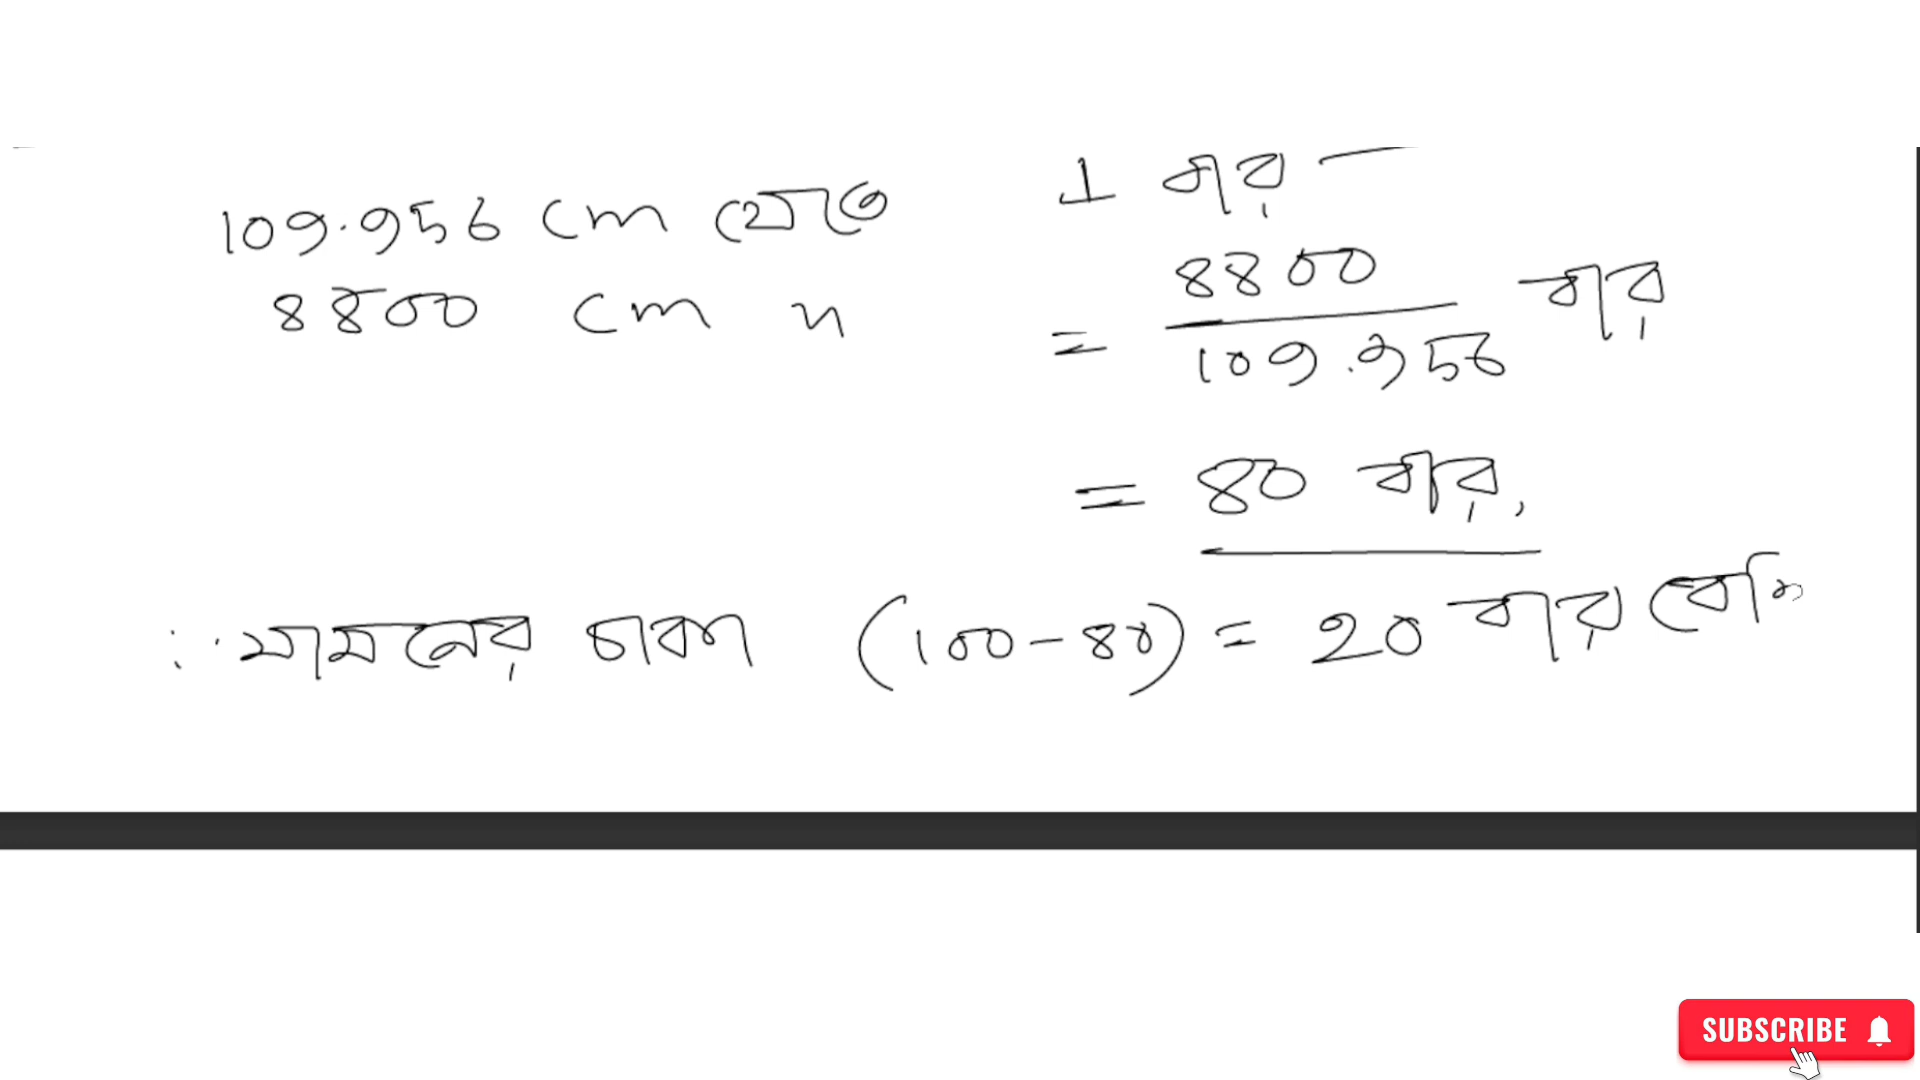 109.956 cm যেতে 1 বার
8800 cm " = 8800/109.956 বার
= 80 বার,
∴ সামনের চাকা (100-80) = 20 বার বেশি
SUBSCRIBE